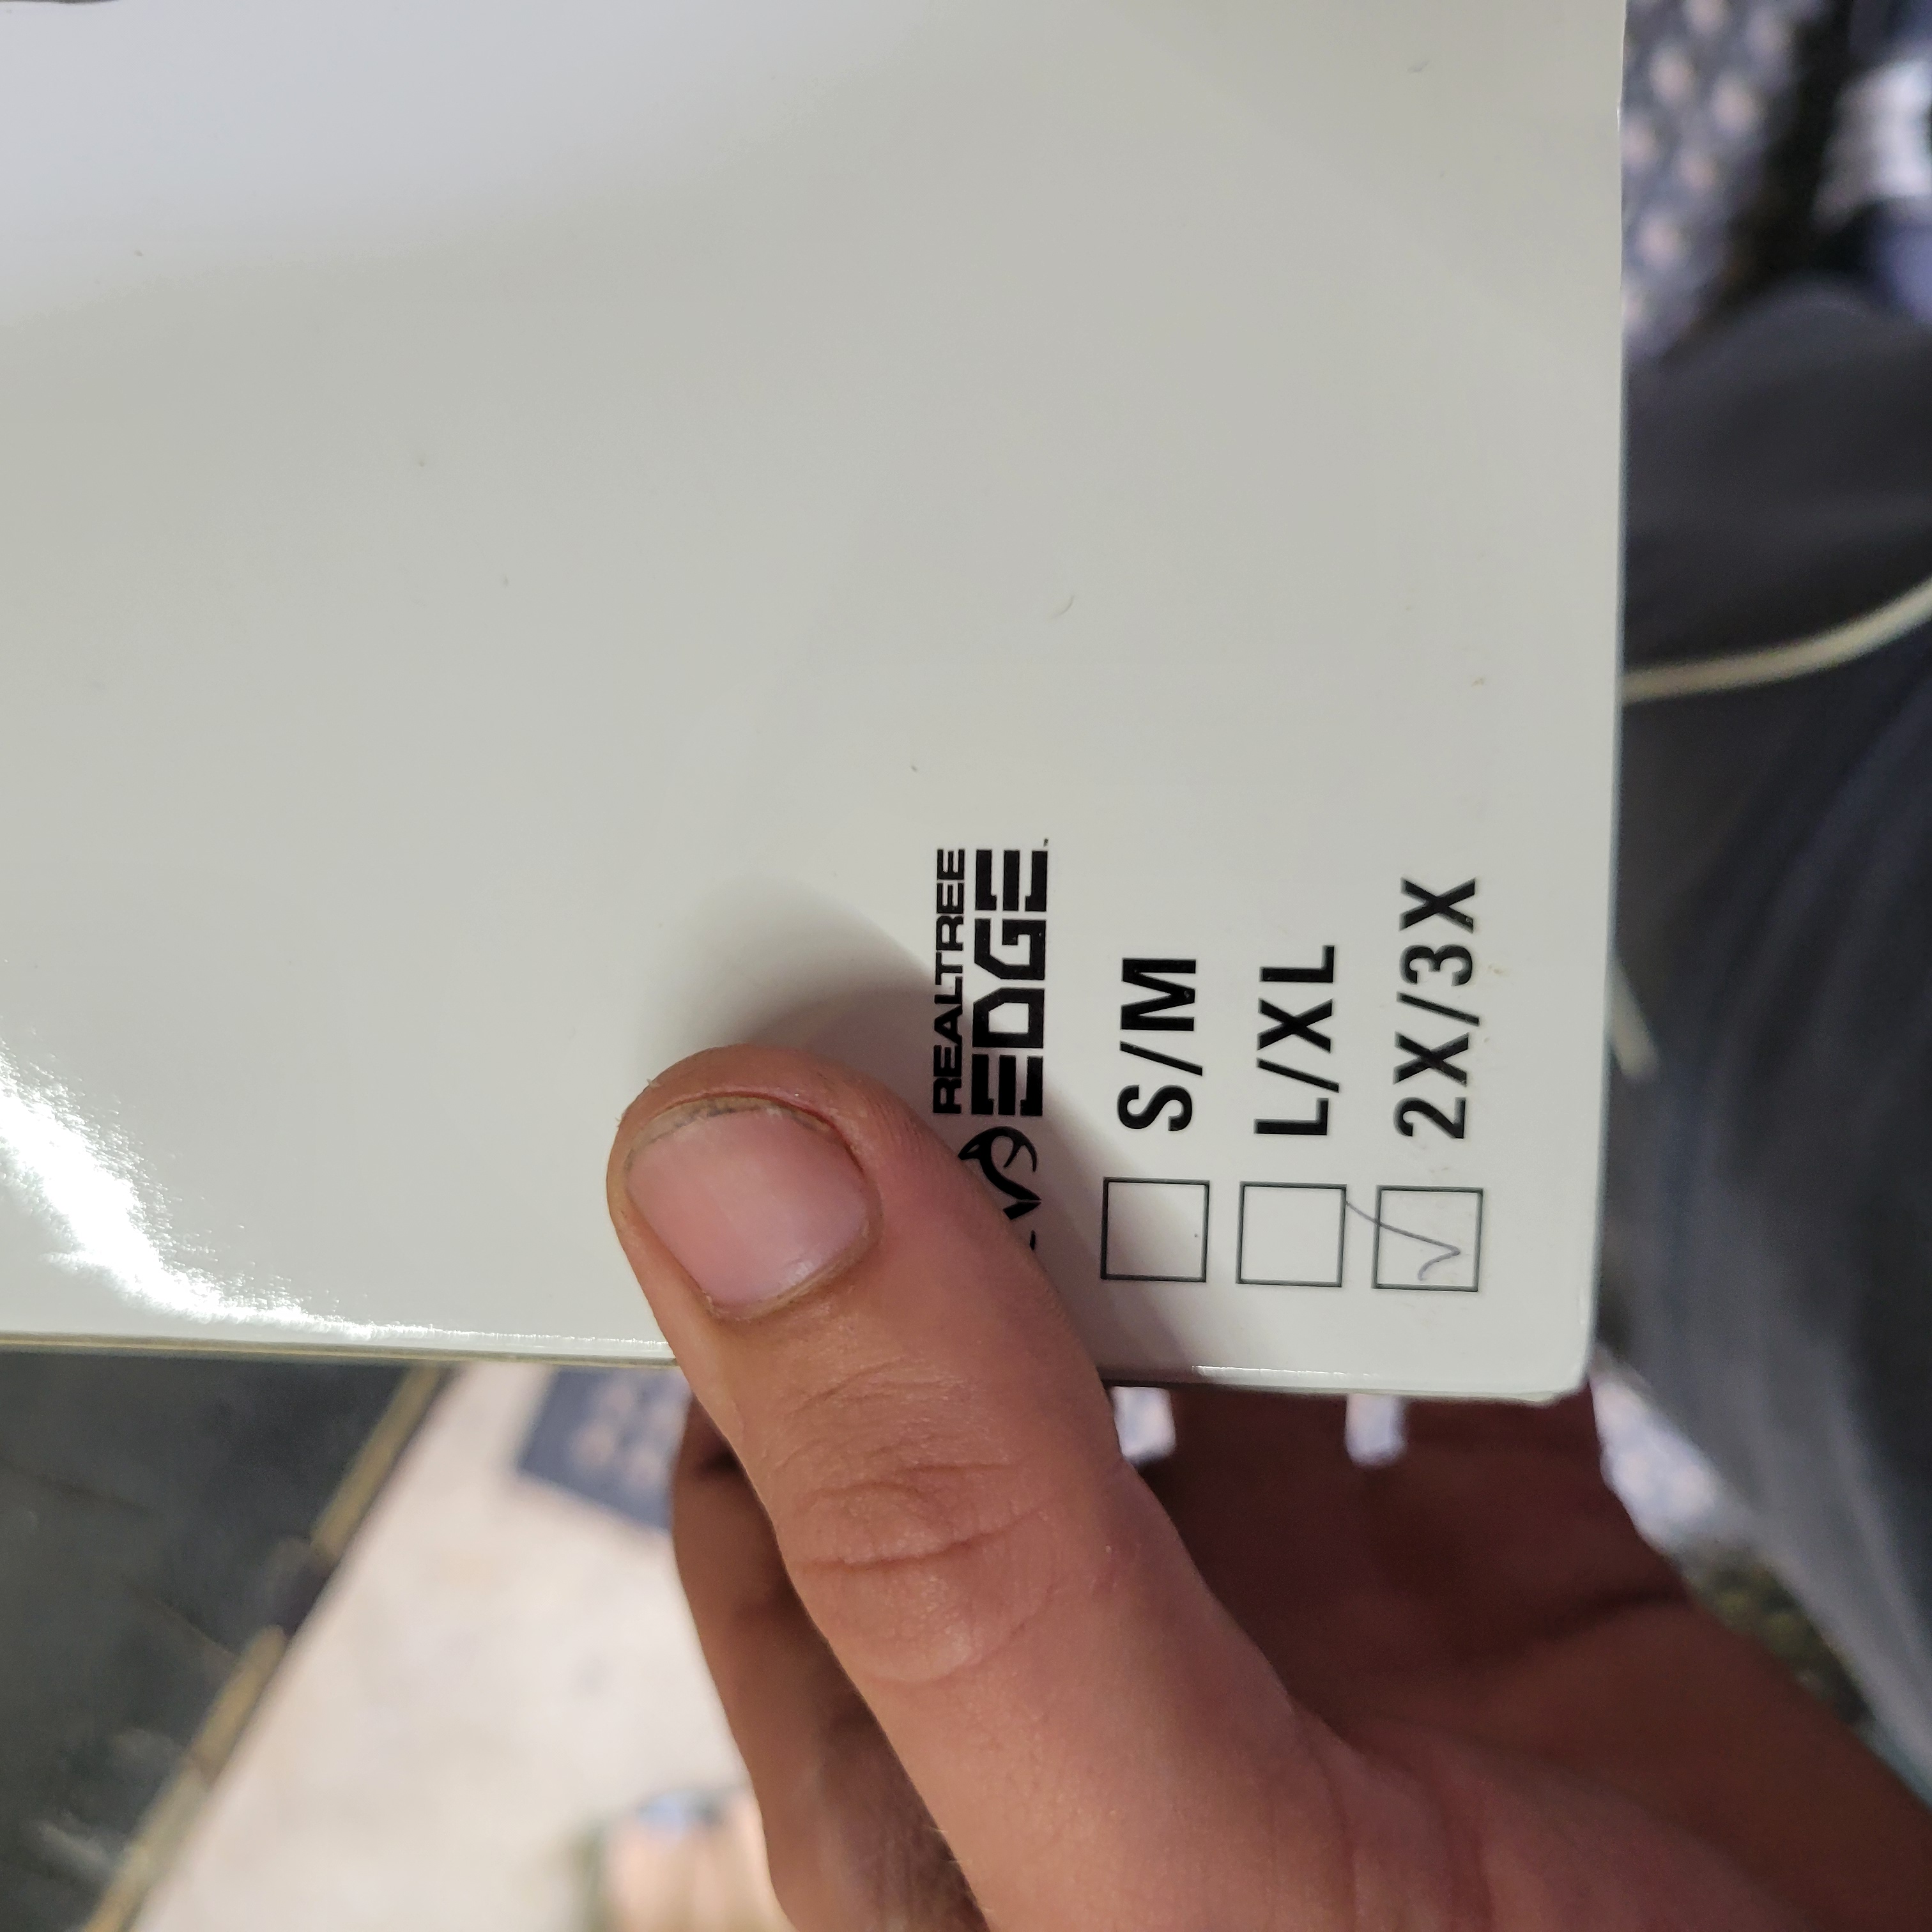 REALTREE
EDGE
S/M
L/XL
2X/3X